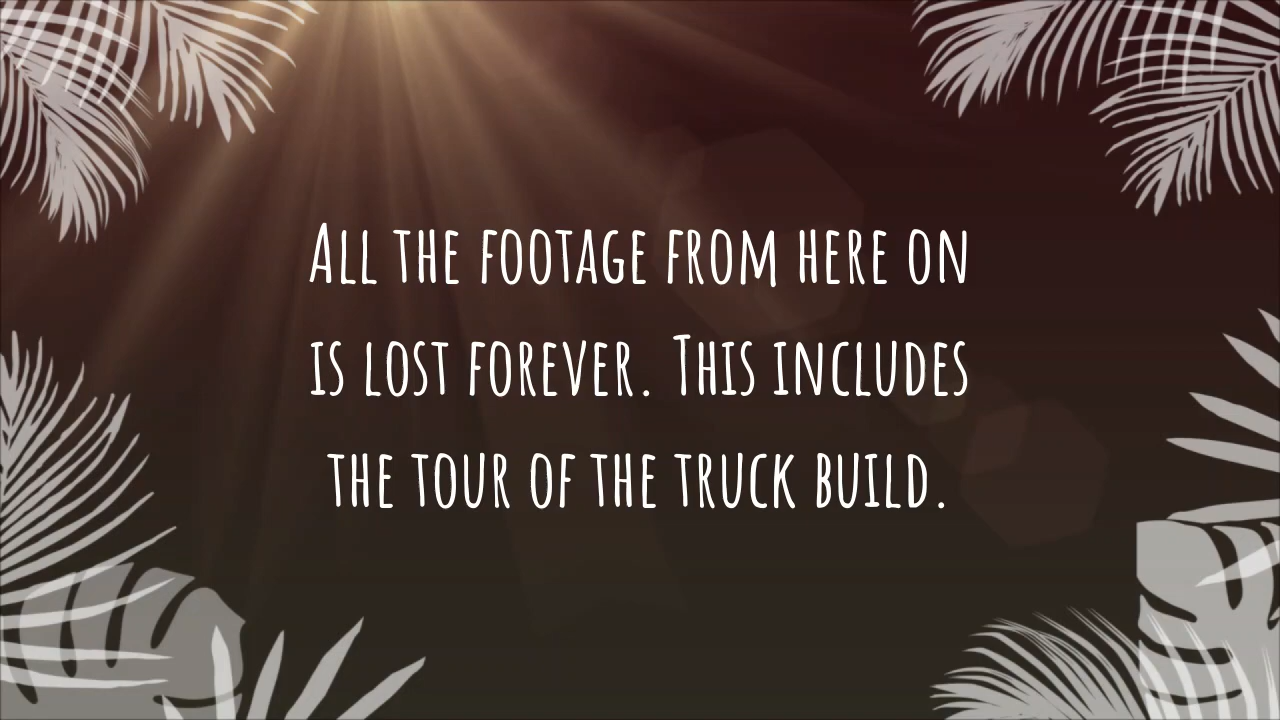 All the footage from here on
is lost forever. This includes
the tour of the truck build.